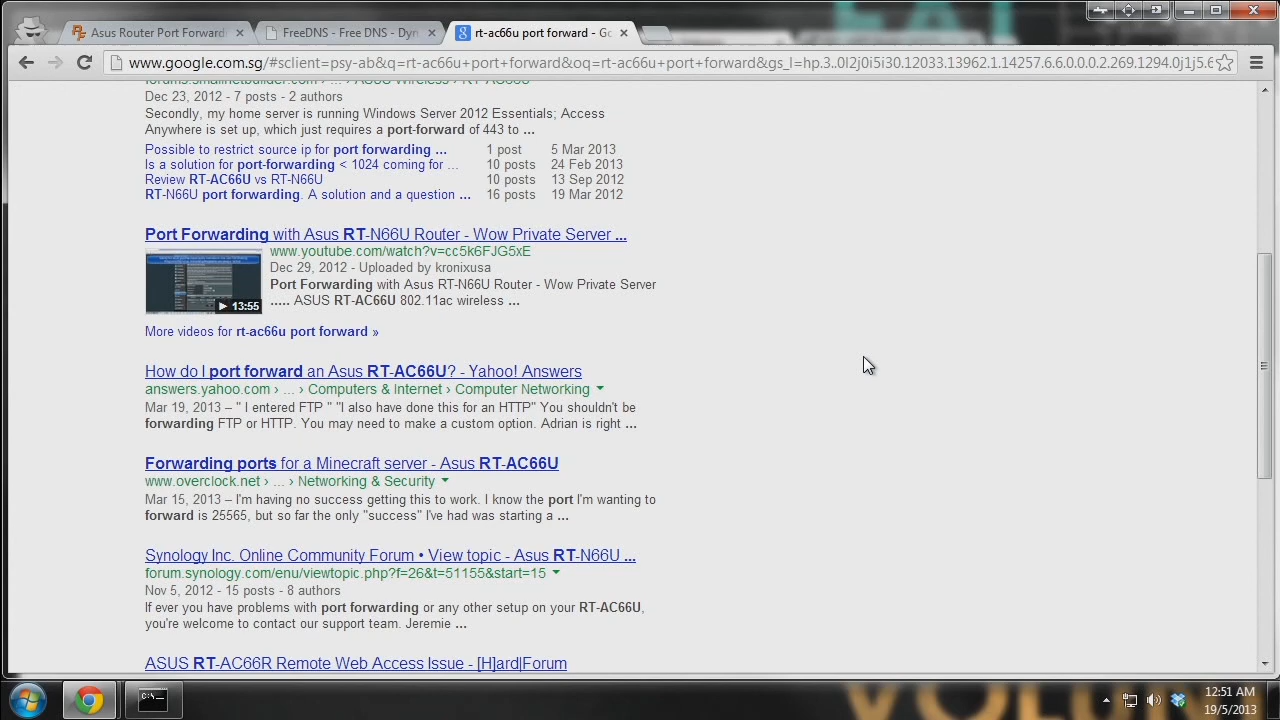 Asus Router Port Forwardi
FreeDNS - Free DNS - Dyn
rt-ac66u port forward - Go
www.google.com.sg/#sclient=psy-ab&q=rt-ac66u+port+forward&oq=rt-ac66u+port+forward&gs_l=hp.3..0l2j0i5i30.12033.13962.1.14257.6.6.0.0.0.2.269.1294.0j1j5.6
forums.smallnetbuilder.com › ... › ASUS Wireless › RT-AC66U
Dec 23, 2012 - 7 posts - 2 authors
Secondly, my home server is running Windows Server 2012 Essentials; Access
Anywhere is set up, which just requires a port-forward of 443 to ...
Possible to restrict source ip for port forwarding ... 1 post 5 Mar 2013
Is a solution for port-forwarding < 1024 coming for ... 10 posts 24 Feb 2013
Review RT-AC66U vs RT-N66U 10 posts 13 Sep 2012
RT-N66U port forwarding. A solution and a question ... 16 posts 19 Mar 2012
Port Forwarding with Asus RT-N66U Router - Wow Private Server ...
www.youtube.com/watch?v=cc5k6FJG5xE
Dec 29, 2012 - Uploaded by kronixusa
Port Forwarding with Asus RT-N66U Router - Wow Private Server
..... ASUS RT-AC66U 802.11ac wireless ...
13:55
More videos for rt-ac66u port forward »
How do I port forward an Asus RT-AC66U? - Yahoo! Answers
answers.yahoo.com › ... › Computers & Internet › Computer Networking
Mar 19, 2013 – " I entered FTP " "I also have done this for an HTTP" You shouldn't be
forwarding FTP or HTTP. You may need to make a custom option. Adrian is right ...
Forwarding ports for a Minecraft server - Asus RT-AC66U
www.overclock.net › ... › Networking & Security
Mar 15, 2013 – I'm having no success getting this to work. I know the port I'm wanting to
forward is 25565, but so far the only "success" I've had was starting a ...
Synology Inc. Online Community Forum • View topic - Asus RT-N66U ...
forum.synology.com/enu/viewtopic.php?f=26&t=51155&start=15
Nov 5, 2012 - 15 posts - 8 authors
If ever you have problems with port forwarding or any other setup on your RT-AC66U,
you're welcome to contact our support team. Jeremie ...
ASUS RT-AC66R Remote Web Access Issue - [H]ard|Forum
12:51 AM
19/5/2013